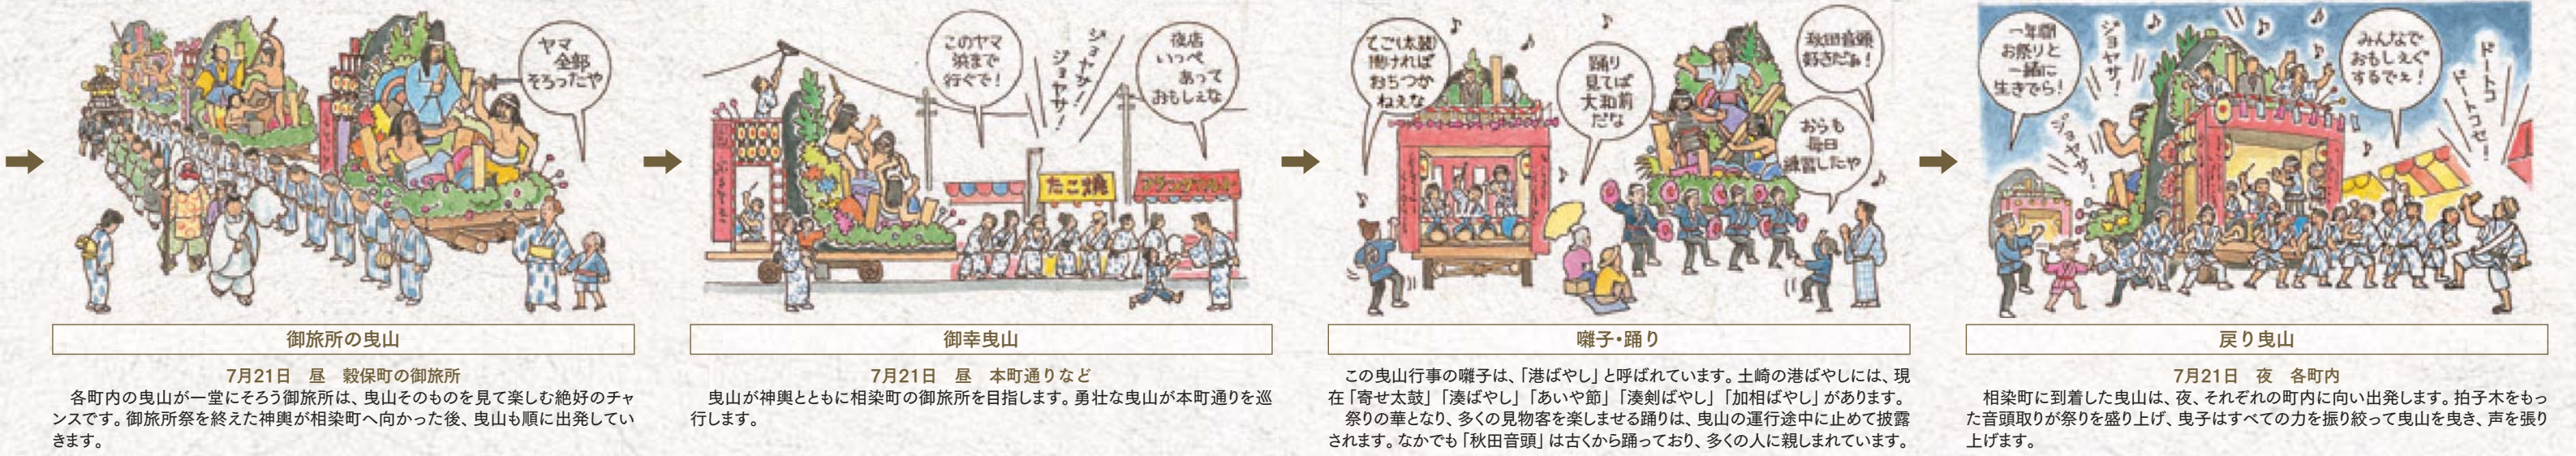 ヤマ
全部
そろったや
御旅所の曳山
7月21日　昼　穀保町の御旅所
各町内の曳山が一堂にそろう御旅所は、曳山そのものを見て楽しむ絶好のチャ
ンスです。御旅所祭を終えた神輿が相染町へ向かった後、曳山も順に出発してい
きます。
このヤマ
浜まで
行ぐで!
ジョヤサ!
ジョヤサ!
夜店
いっぺ
あって
おもしぇな
たこ焼
フランクフルト
御幸曳山
7月21日　昼　本町通りなど
曳山が神輿とともに相染町の御旅所を目指します。勇壮な曳山が本町通りを巡
行します。
てご(太鼓)
聴ければ
おちつか
ねぇな
踊り
見てば
大和前
だな
秋田音頭
好きだぁ!
おらも
毎日
練習したや
囃子・踊り
この曳山行事の囃子は、「港ばやし」と呼ばれています。土崎の港ばやしには、現
在「寄せ太鼓」「湊ばやし」「あいや節」「湊剣ばやし」「加相ばやし」があります。
祭りの華となり、多くの見物客を楽しませる踊りは、曳山の運行途中に止めて披露
されます。なかでも「秋田音頭」は古くから踊っており、多くの人に親しまれています。
一年間
お祭りと
一緒に
生きでら!
ジョヤサ!
ジョヤサ!
みんなで
おもしぇぐ
するでぇ!
ドートコ
ドートコセー!
戻り曳山
7月21日　夜　各町内
相染町に到着した曳山は、夜、それぞれの町内に向い出発します。拍子木をもっ
た音頭取りが祭りを盛り上げ、曳子はすべての力を振り絞って曳山を曳き、声を張り
上げます。